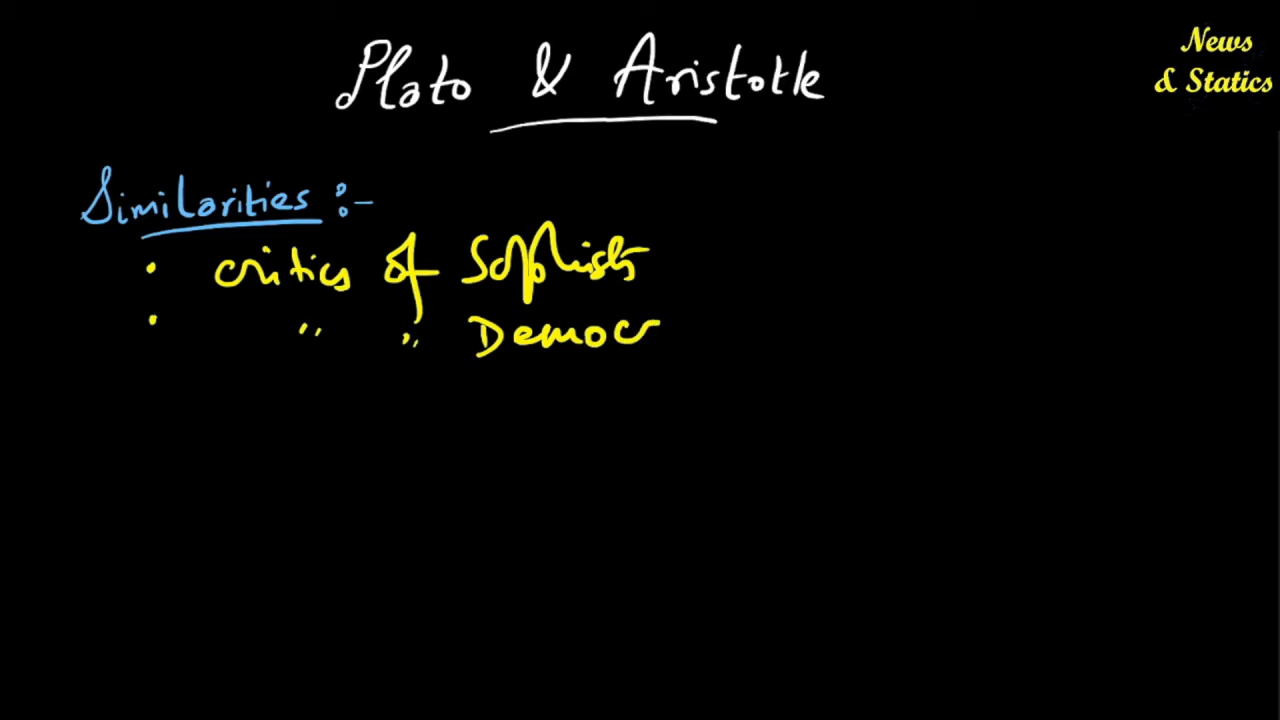 Plato & Aristotle
News
& Statics
Similarities :-
• critics of Sophists
• " " Democr